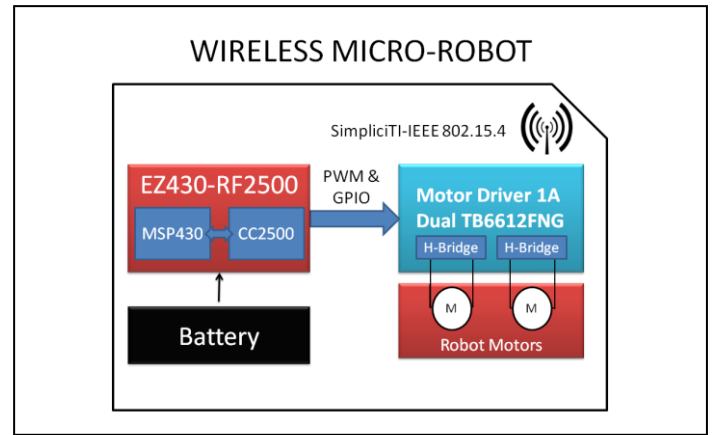 WIRELESS MICRO-ROBOT
SimpliciTI-IEEE 802.15.4
EZ430-RF2500
MSP430
CC2500
PWM &
GPIO
Motor Driver 1A
Dual TB6612FNG
H-Bridge
H-Bridge
M
M
Robot Motors
Battery